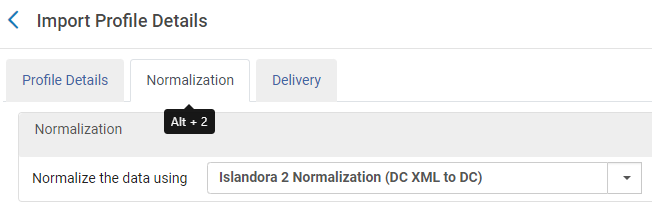 Import Profile Details
Profile Details Normalization Delivery
Alt + 2
Normalization
Normalize the data using Islandora 2 Normalization (DC XML to DC)